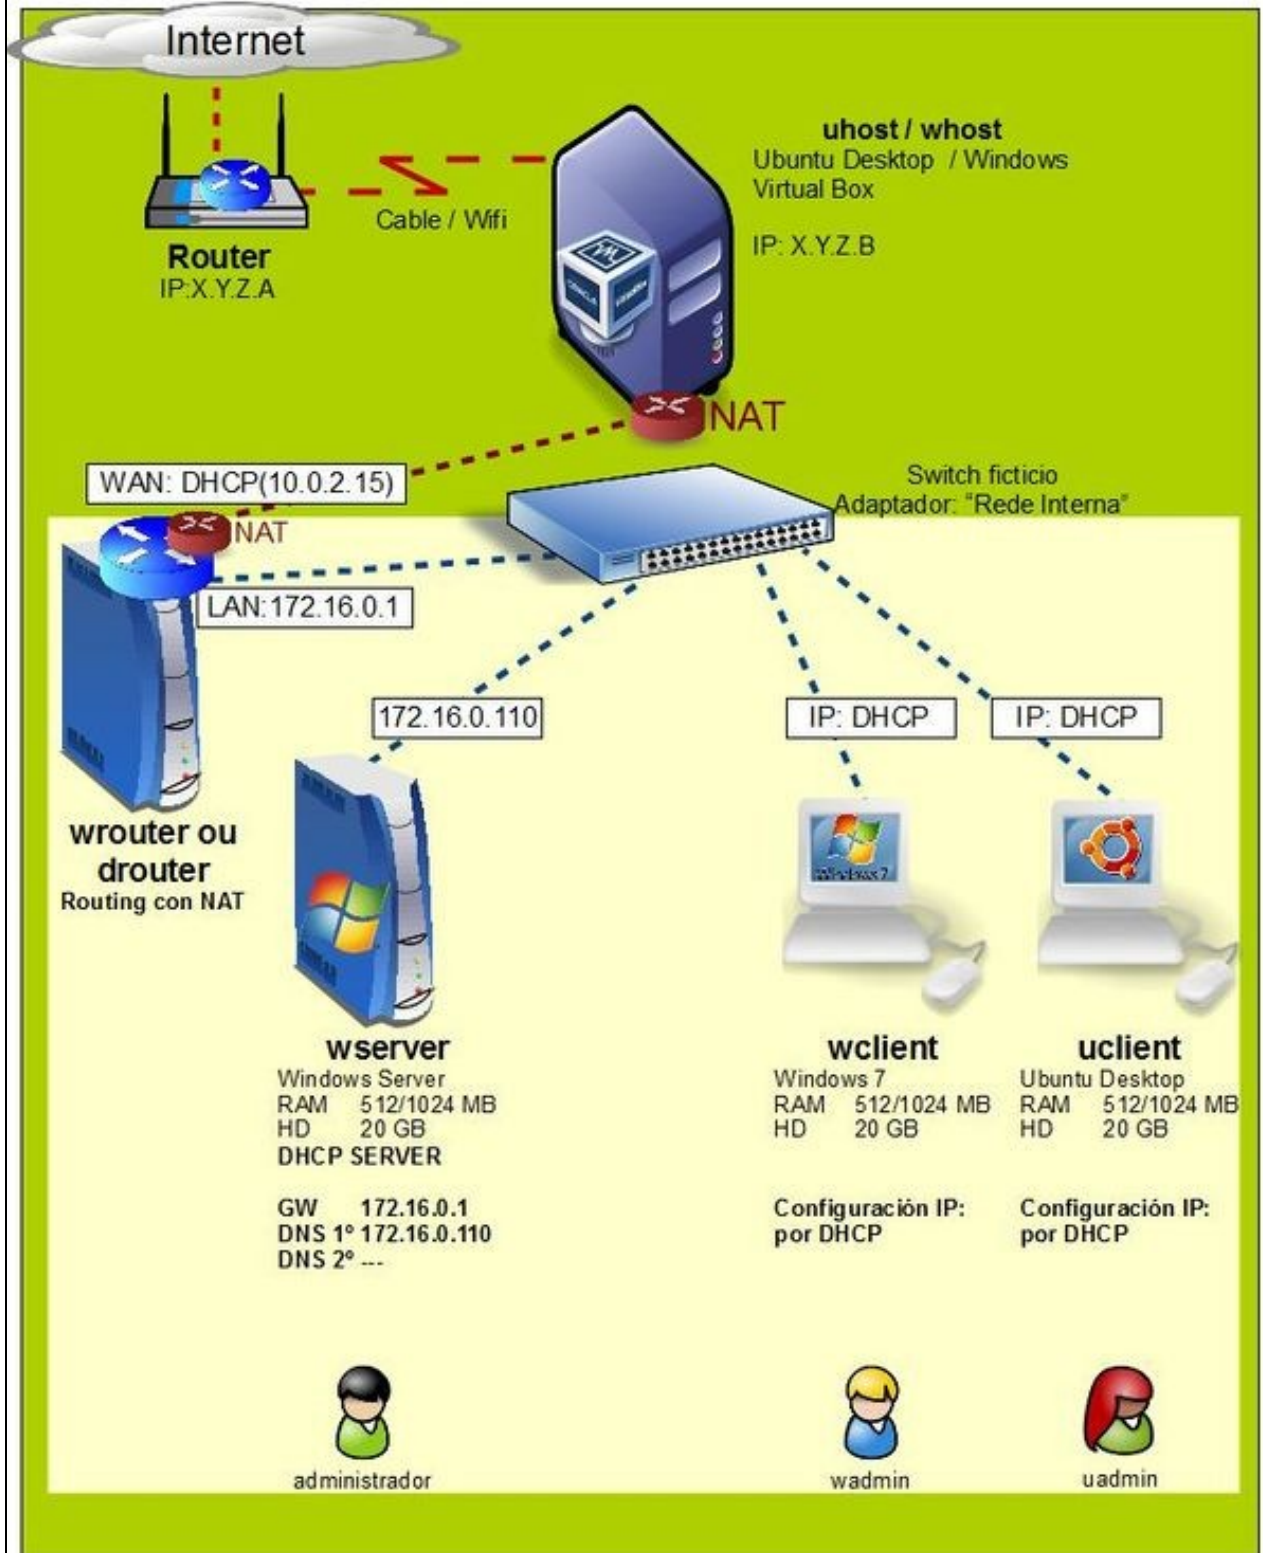 Internet
uhost / whost
Ubuntu Desktop / Windows
Virtual Box
IP: X.Y.Z.B
Cable / Wifi
Router
IP:X.Y.Z.A
NAT
WAN: DHCP(10.0.2.15)
Switch ficticio
Adaptador: "Rede Interna"
NAT
LAN:172.16.0.1
172.16.0.110
IP: DHCP
IP: DHCP
wrouter ou
drouter
Routing con NAT
Windows 7
wserver
Windows Server
RAM 512/1024 MB
HD 20 GB
DHCP SERVER
GW 172.16.0.1
DNS 1º 172.16.0.110
DNS 2º ---
wclient
Windows 7
RAM 512/1024 MB
HD 20 GB
Configuración IP:
por DHCP
uclient
Ubuntu Desktop
RAM 512/1024 MB
HD 20 GB
Configuración IP:
por DHCP
administrador
wadmin
uadmin